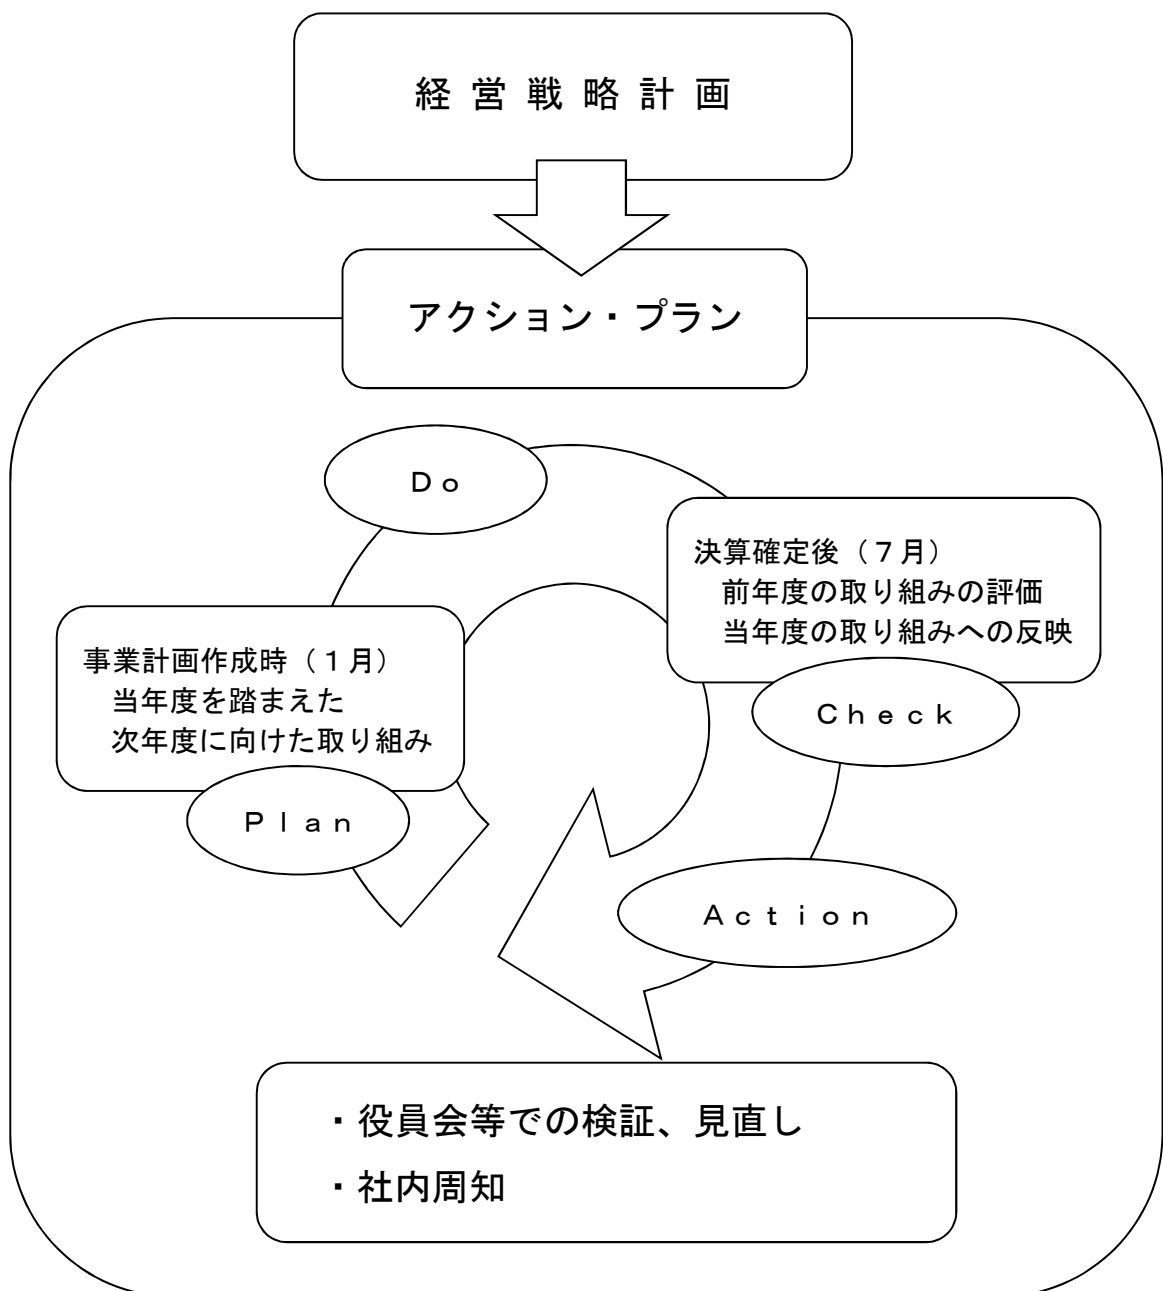 経営戦略計画
アクション・プラン
Ｄｏ
決算確定後（７月）
前年度の取り組みの評価
当年度の取り組みへの反映
事業計画作成時（１月）
当年度を踏まえた
次年度に向けた取り組み
Ｃｈｅｃｋ
Ｐｌａｎ
Ａｃｔｉｏｎ
・役員会等での検証、見直し
・社内周知